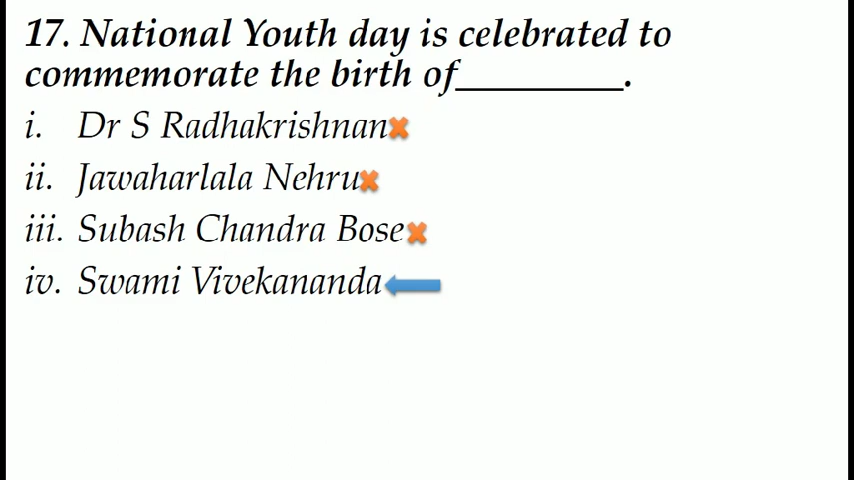 17. National Youth day is celebrated to
commemorate the birth of_________.
i. Dr S Radhakrishnan
ii. Jawaharlala Nehru
iii. Subash Chandra Bose
iv. Swami Vivekananda